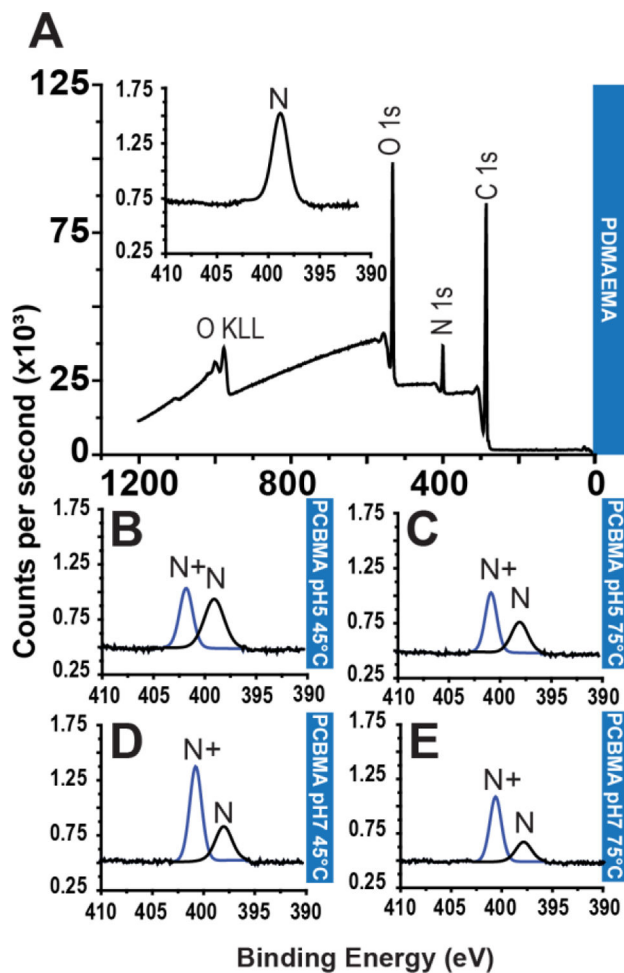 A
Counts per second (x10³)
125
75
25
0
1200
800
400
0
O KLL
O 1s
N 1s
C 1s
PDMAEMA
1.75
1.25
0.75
0.25
410
405
400
395
390
N
B
1.75
1.25
0.75
0.25
410
405
400
395
390
N+
N
PCBMA pH5 45°C
C
1.75
1.25
0.75
0.25
410
405
400
395
390
N+
N
PCBMA pH5 75°C
D
1.75
1.25
0.75
0.25
410
405
400
395
390
N+
N
PCBMA pH7 45°C
E
1.75
1.25
0.75
0.25
410
405
400
395
390
N+
N
PCBMA pH7 75°C
Binding Energy (eV)